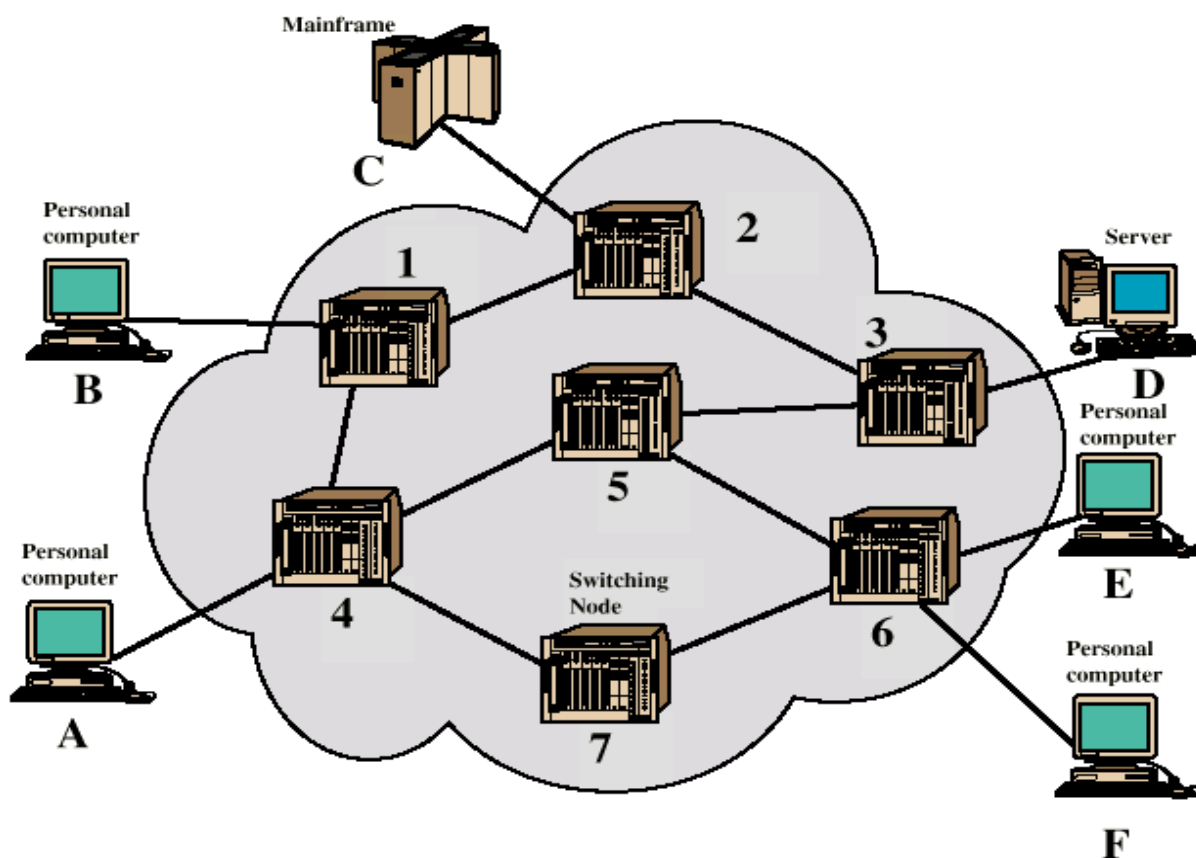 Mainframe
C
Personal
computer
B
1
2
Server
D
3
5
Personal
computer
E
Personal
computer
A
4
Switching
Node
7
6
Personal
computer
F